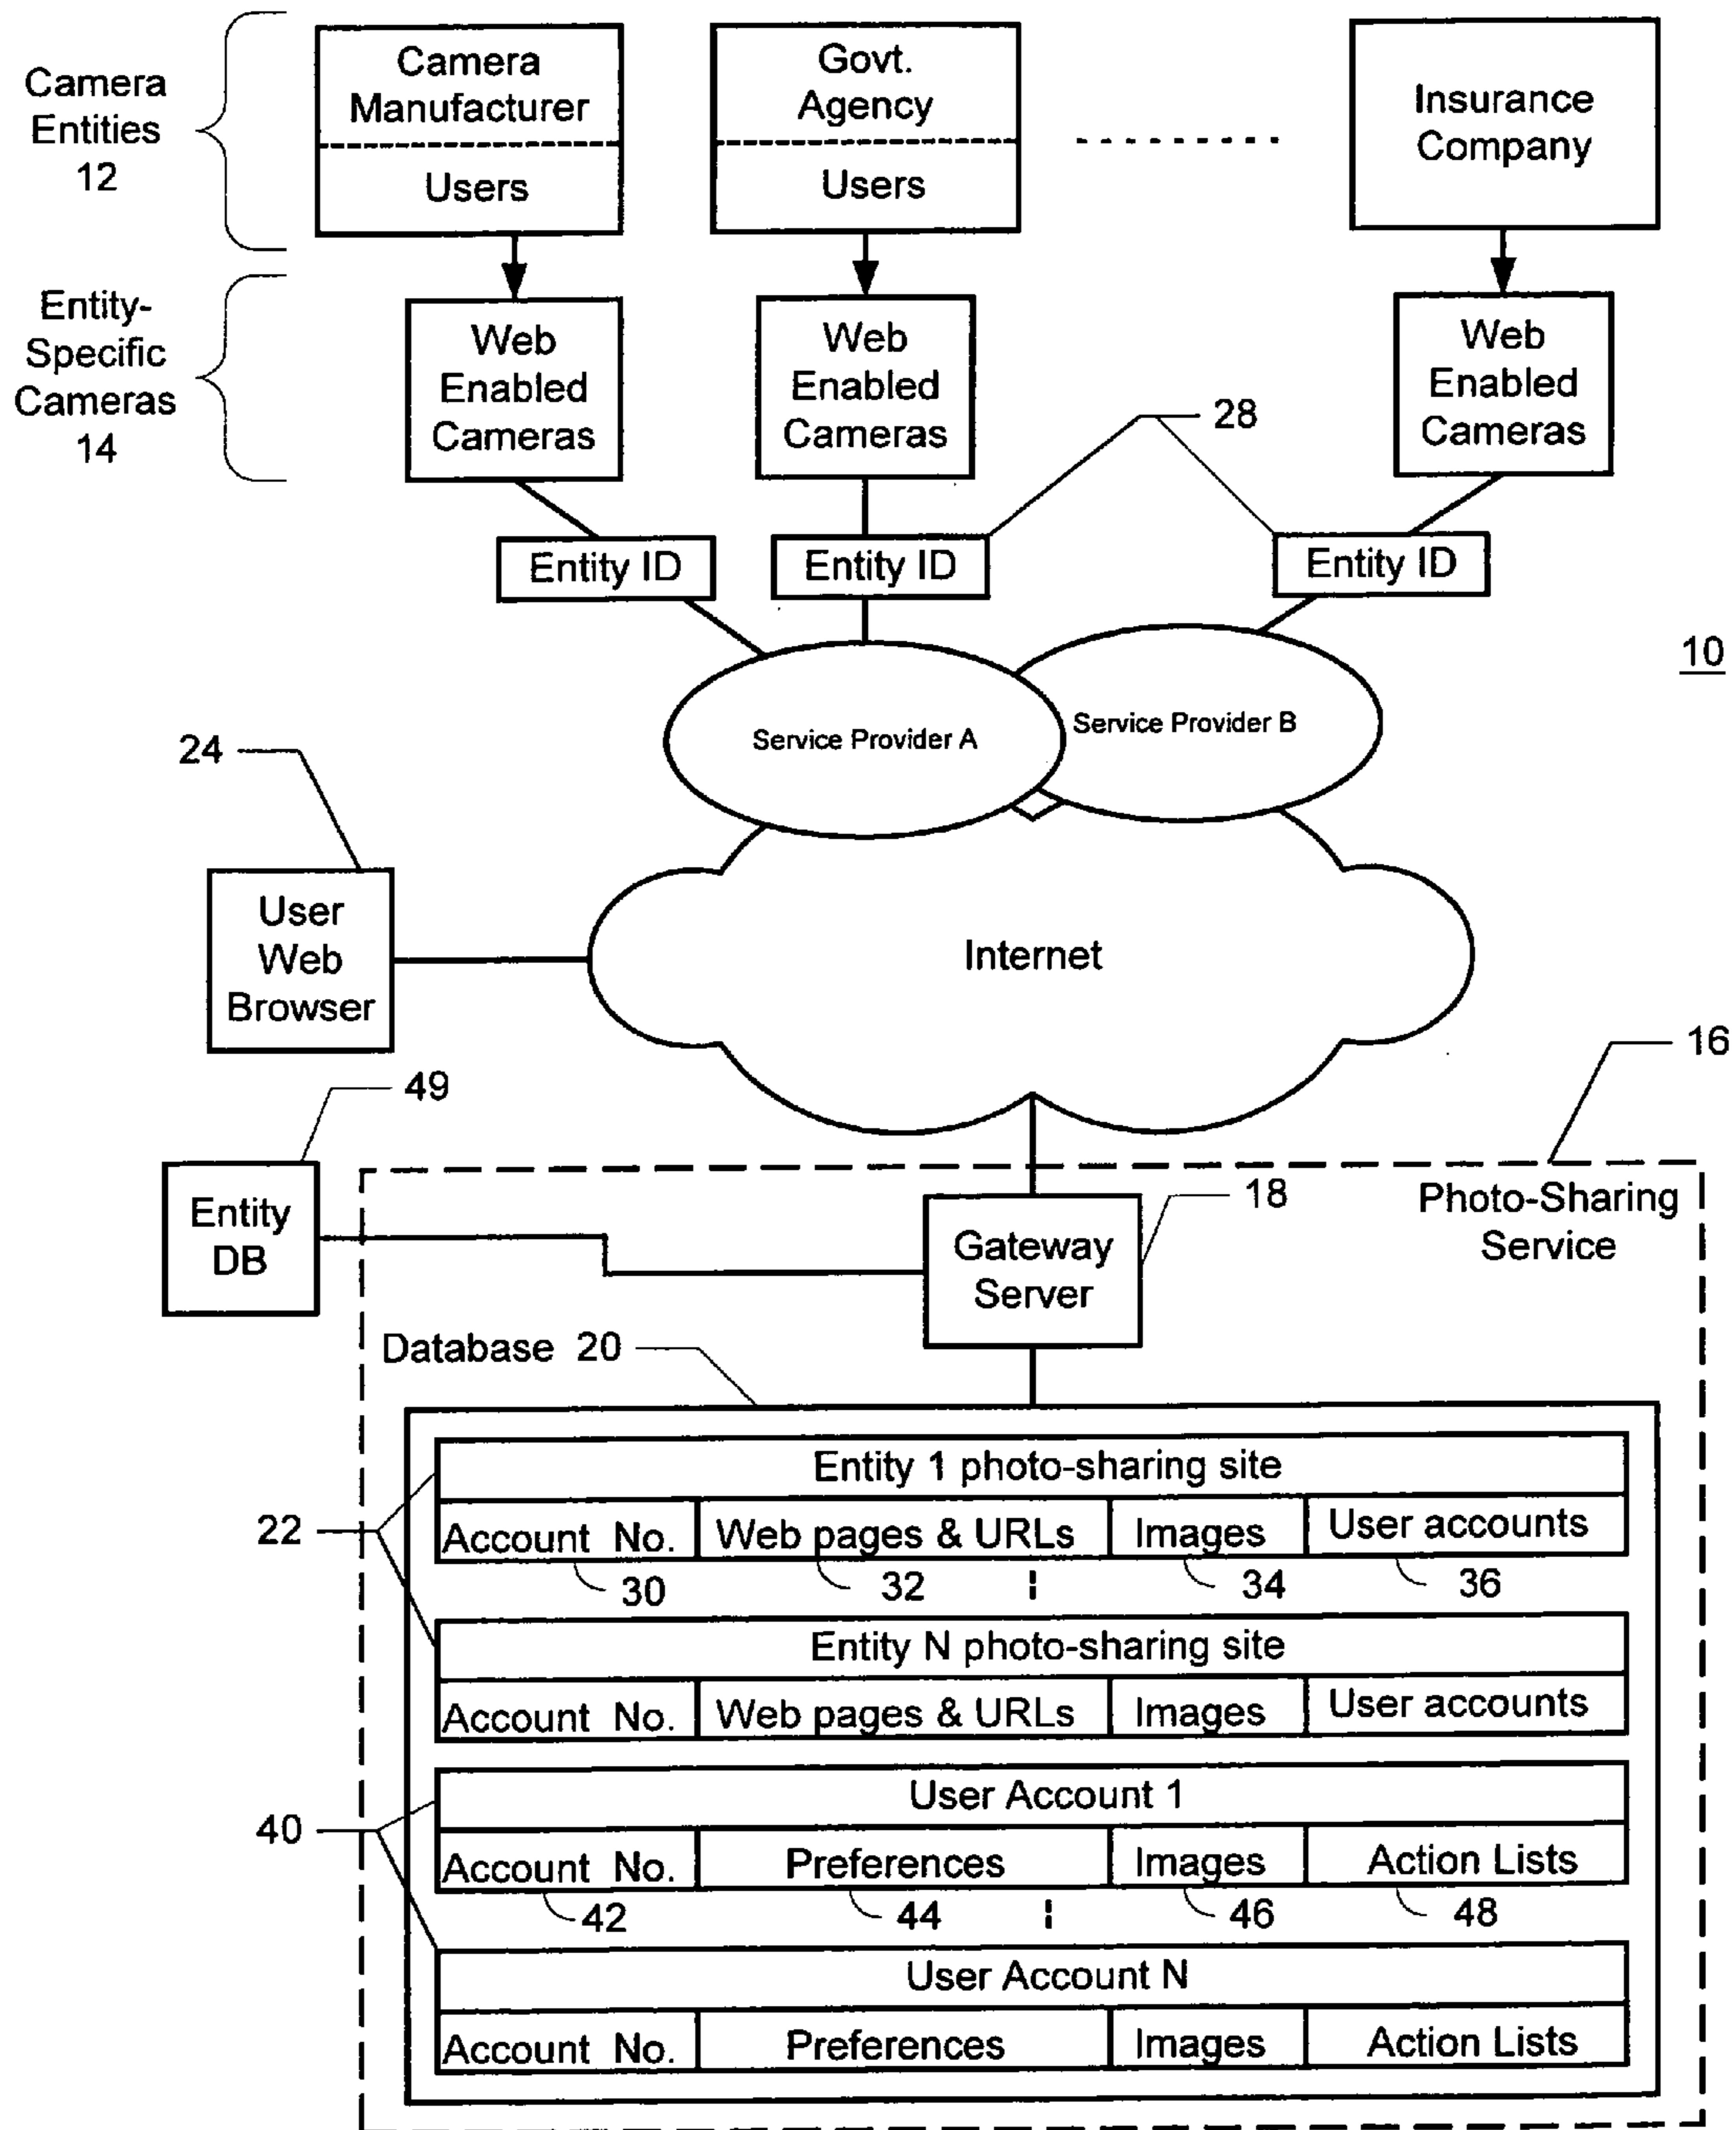 Camera
Entities
12
Camera
Manufacturer
Users
Govt.
Agency
Users
Insurance
Company
Entity-
Specific
Cameras
14
Web
Enabled
Cameras
Web
Enabled
Cameras
Web
Enabled
Cameras
28
Entity ID
Entity ID
Entity ID
10
Service Provider A
Service Provider B
24
User
Web
Browser
Internet
16
49
Entity
DB
Photo-Sharing
Service
18
Gateway
Server
Database 20
22
Entity 1 photo-sharing site
Account No. Web pages & URLs Images User accounts
30 32 34 36
Entity N photo-sharing site
Account No. Web pages & URLs Images User accounts
40
User Account 1
Account No. Preferences Images Action Lists
42 44 46 48
User Account N
Account No. Preferences Images Action Lists